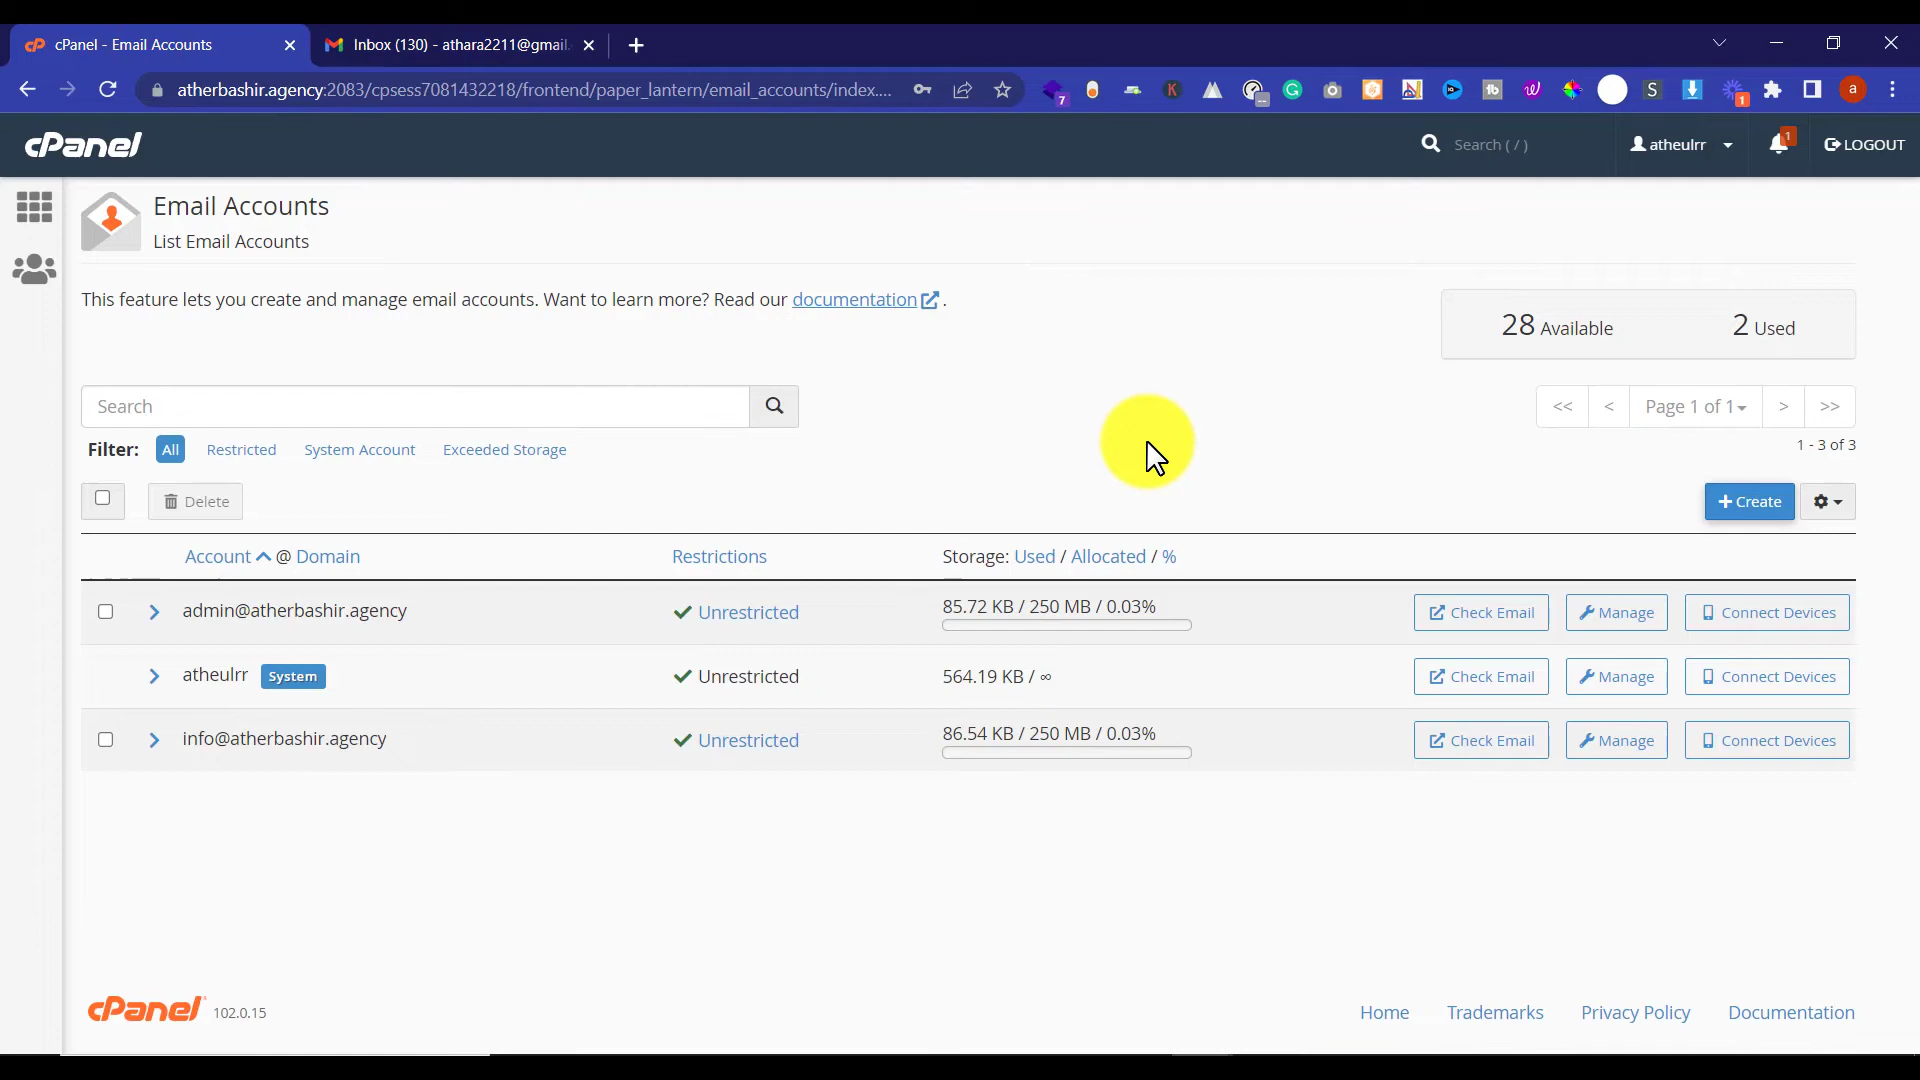 cPanel - Email Accounts
Inbox (130) - athara2211@gmail.
atherbashir.agency:2083/cpsess7081432218/frontend/paper_lantern/email_accounts/index....
7
K
G
tb
S
1
a
cPanel
Search ( / )
atheulrr
1
LOGOUT
Email Accounts
List Email Accounts
This feature lets you create and manage email accounts. Want to learn more? Read our documentation .
28 Available 2 Used
Search
<< < Page 1 of 1 > >>
Filter: All Restricted System Account Exceeded Storage
1 - 3 of 3
Delete
+ Create
Account @ Domain Restrictions Storage: Used / Allocated / %
admin@atherbashir.agency Unrestricted 85.72 KB / 250 MB / 0.03% Check Email Manage Connect Devices
atheulrr System Unrestricted 564.19 KB / ∞ Check Email Manage Connect Devices
info@atherbashir.agency Unrestricted 86.54 KB / 250 MB / 0.03% Check Email Manage Connect Devices
cPanel 102.0.15
Home Trademarks Privacy Policy Documentation